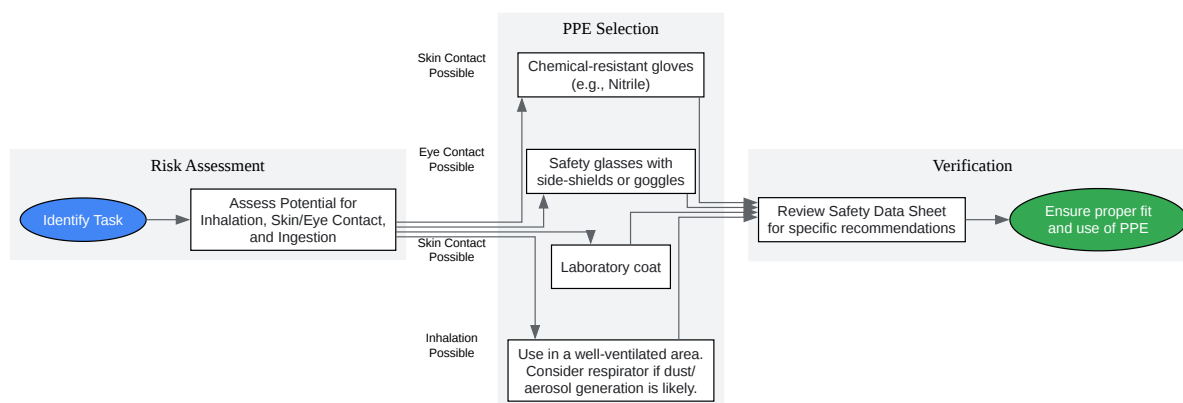 PPE Selection
Skin Contact
Possible
Chemical-resistant gloves
(e.g., Nitrile)
Risk Assessment
Eye Contact
Possible
Safety glasses with
side-shields or goggles
Verification
Identify Task
Assess Potential for
Inhalation, Skin/Eye Contact,
and Ingestion
Review Safety Data Sheet
for specific recommendations
Ensure proper fit
and use of PPE
Skin Contact
Possible
Laboratory coat
Inhalation
Possible
Use in a well-ventilated area.
Consider respirator if dust/
aerosol generation is likely.